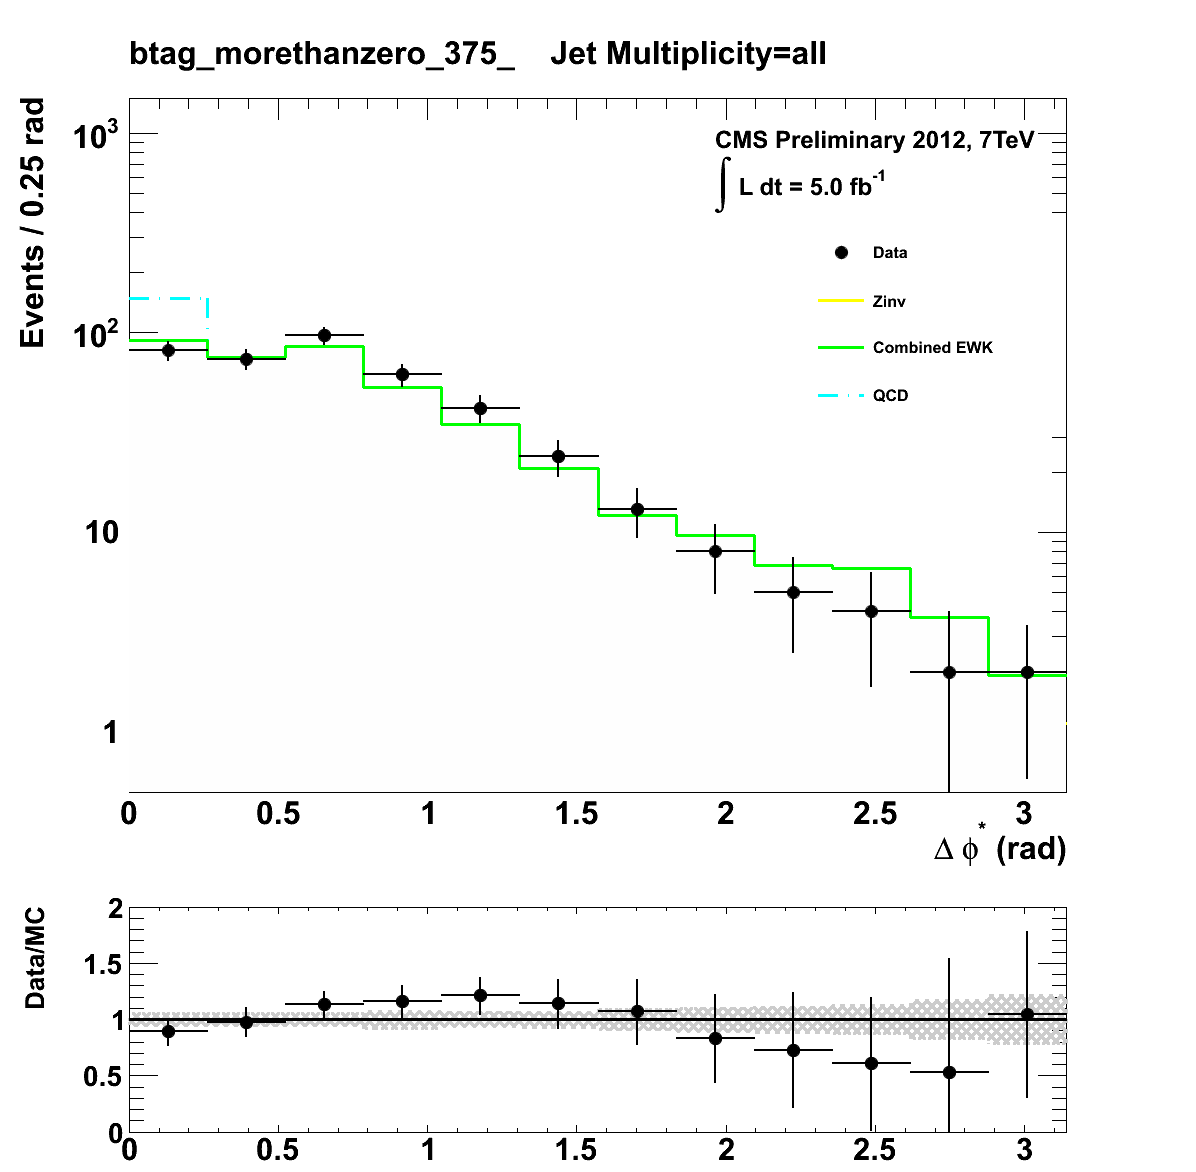 btag_morethanzero_375_ Jet Multiplicity=all
Events / 0.25 rad
10³
10²
10
1
CMS Preliminary 2012, 7TeV
∫ L dt = 5.0 fb⁻¹
Data
Zinv
Combined EWK
QCD
0 0.5 1 1.5 2 2.5 3
Δ ϕ* (rad)
Data/MC
2
1.5
1
0.5
0
0 0.5 1 1.5 2 2.5 3